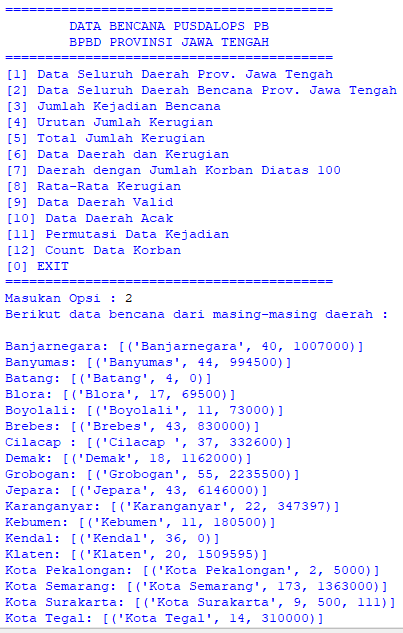 =========================================
DATA BENCANA PUSDALOPS PB
BPBD PROVINSI JAWA TENGAH
=========================================
[1] Data Seluruh Daerah Prov. Jawa Tengah
[2] Data Seluruh Daerah Bencana Prov. Jawa Tengah
[3] Jumlah Kejadian Bencana
[4] Urutan Jumlah Kerugian
[5] Total Jumlah Kerugian
[6] Data Daerah dan Kerugian
[7] Daerah dengan Jumlah Korban Diatas 100
[8] Rata-Rata Kerugian
[9] Data Daerah Valid
[10] Data Daerah Acak
[11] Permutasi Data Kejadian
[12] Count Data Korban
[0] EXIT
=========================================
Masukan Opsi : 2
Berikut data bencana dari masing-masing daerah :
Banjarnegara: [('Banjarnegara', 40, 1007000)]
Banyumas: [('Banyumas', 44, 994500)]
Batang: [('Batang', 4, 0)]
Blora: [('Blora', 17, 69500)]
Boyolali: [('Boyolali', 11, 73000)]
Brebes: [('Brebes', 43, 830000)]
Cilacap : [('Cilacap ', 37, 332600)]
Demak: [('Demak', 18, 1162000)]
Grobogan: [('Grobogan', 55, 2235500)]
Jepara: [('Jepara', 43, 6146000)]
Karanganyar: [('Karanganyar', 22, 347397)]
Kebumen: [('Kebumen', 11, 180500)]
Kendal: [('Kendal', 36, 0)]
Klaten: [('Klaten', 20, 1509595)]
Kota Pekalongan: [('Kota Pekalongan', 2, 5000)]
Kota Semarang: [('Kota Semarang', 173, 1363000)]
Kota Surakarta: [('Kota Surakarta', 9, 500, 111)]
Kota Tegal: [('Kota Tegal', 14, 310000)]